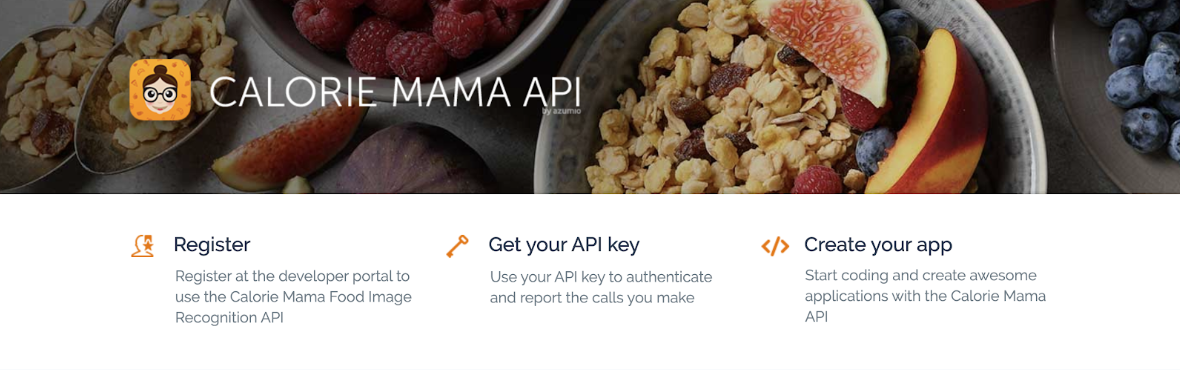 CALORIE MAMA API
by azumio
Register
Register at the developer portal to
use the Calorie Mama Food Image
Recognition API
Get your API key
Use your API key to authenticate
and report the calls you make
Create your app
Start coding and create awesome
applications with the Calorie Mama
API